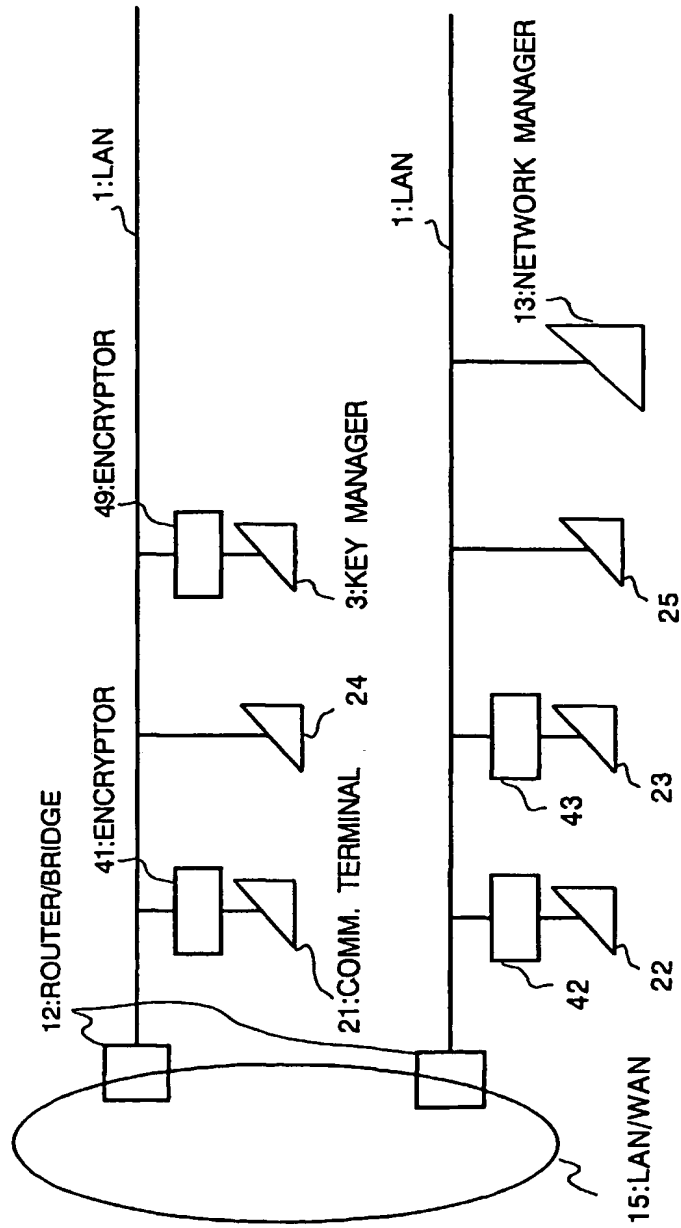 12:ROUTER/BRIDGE
41:ENCRYPTOR
49:ENCRYPTOR
1:LAN
21:COMM. TERMINAL
24
3:KEY MANAGER
1:LAN
42
43
22
23
25
13:NETWORK MANAGER
15:LAN/WAN